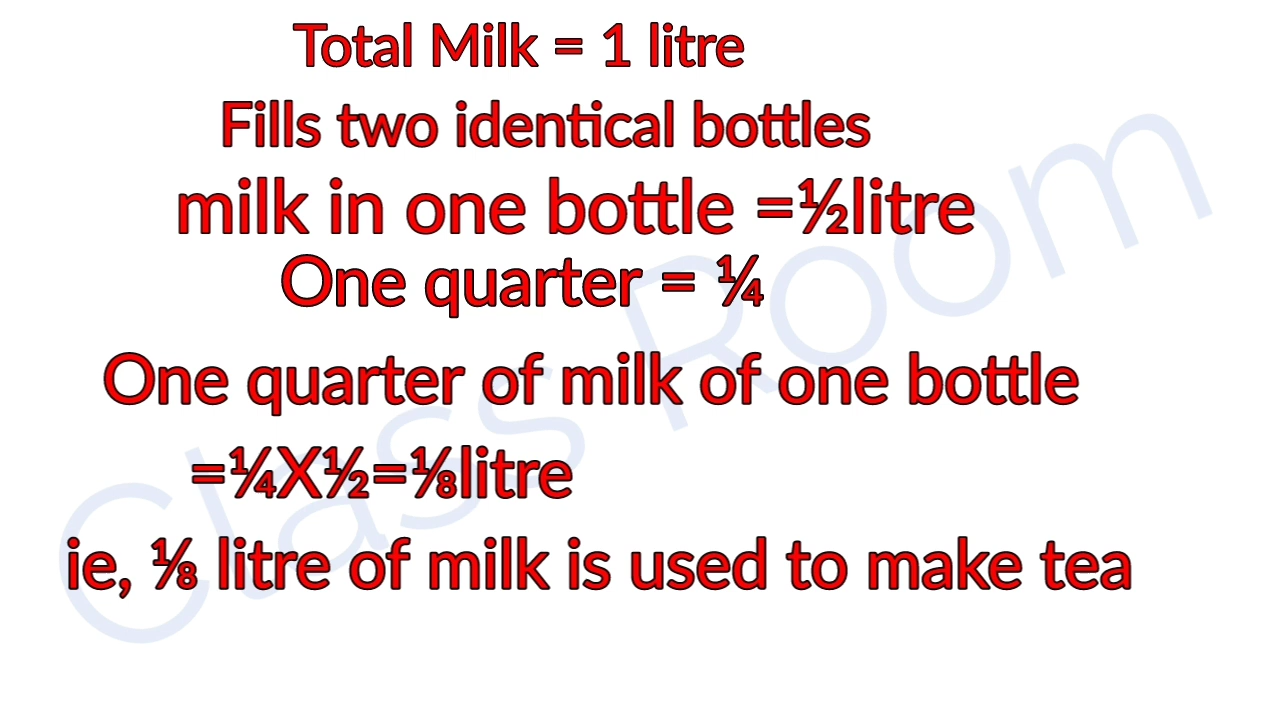 Total Milk = 1 litre
Fills two identical bottles
milk in one bottle =½litre
One quarter = ¼
One quarter of milk of one bottle
=¼X½=⅛litre
ie, ⅛ litre of milk is used to make tea
Class Room